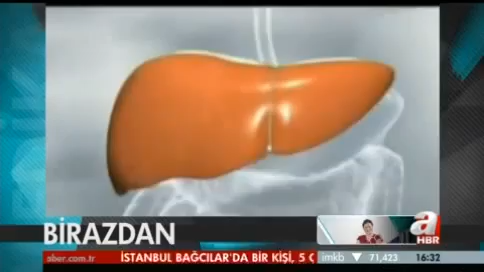 BİRAZDAN
a
HBR
aber.com.tr
İSTANBUL BAĞCILAR'DA BİR KİŞİ, 5
imkb
71,423
16:32